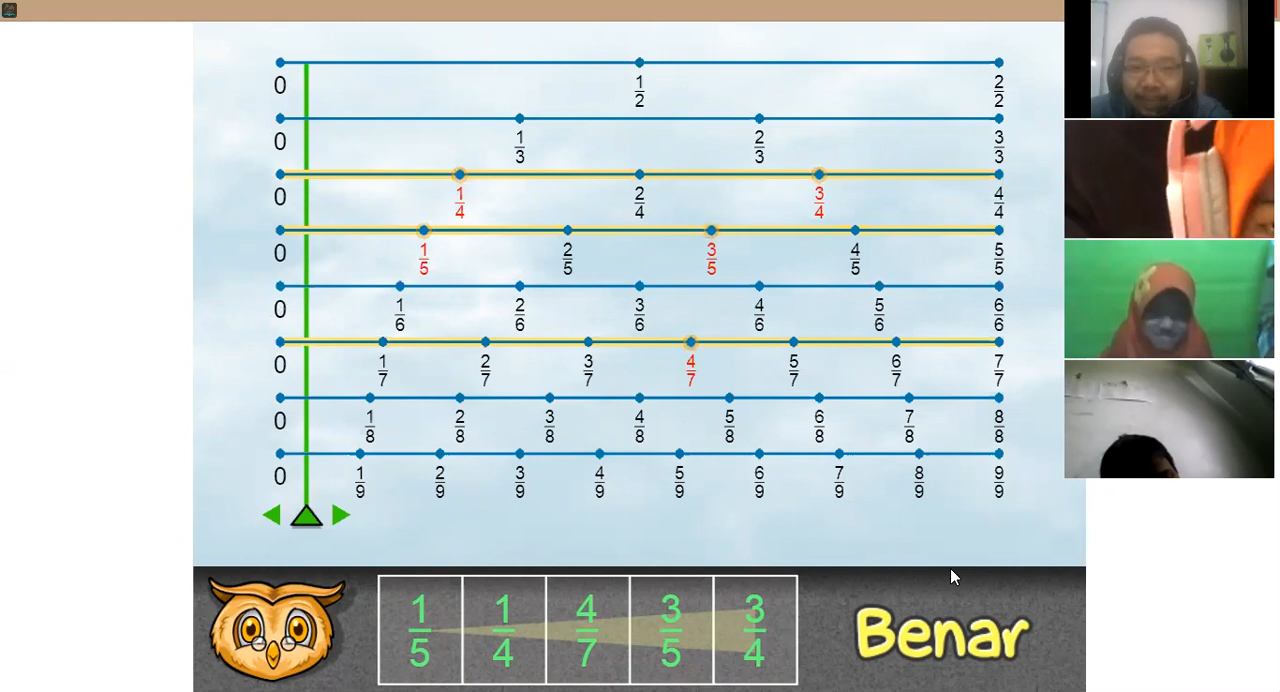 0 1/2 2/2
0 1/3 2/3 3/3
0 1/4 2/4 3/4 4/4
0 1/5 2/5 3/5 4/5 5/5
0 1/6 2/6 3/6 4/6 5/6 6/6
0 1/7 2/7 3/7 4/7 5/7 6/7 7/7
0 1/8 2/8 3/8 4/8 5/8 6/8 7/8 8/8
0 1/9 2/9 3/9 4/9 5/9 6/9 7/9 8/9 9/9
1/5 1/4 4/7 3/5 3/4
Benar